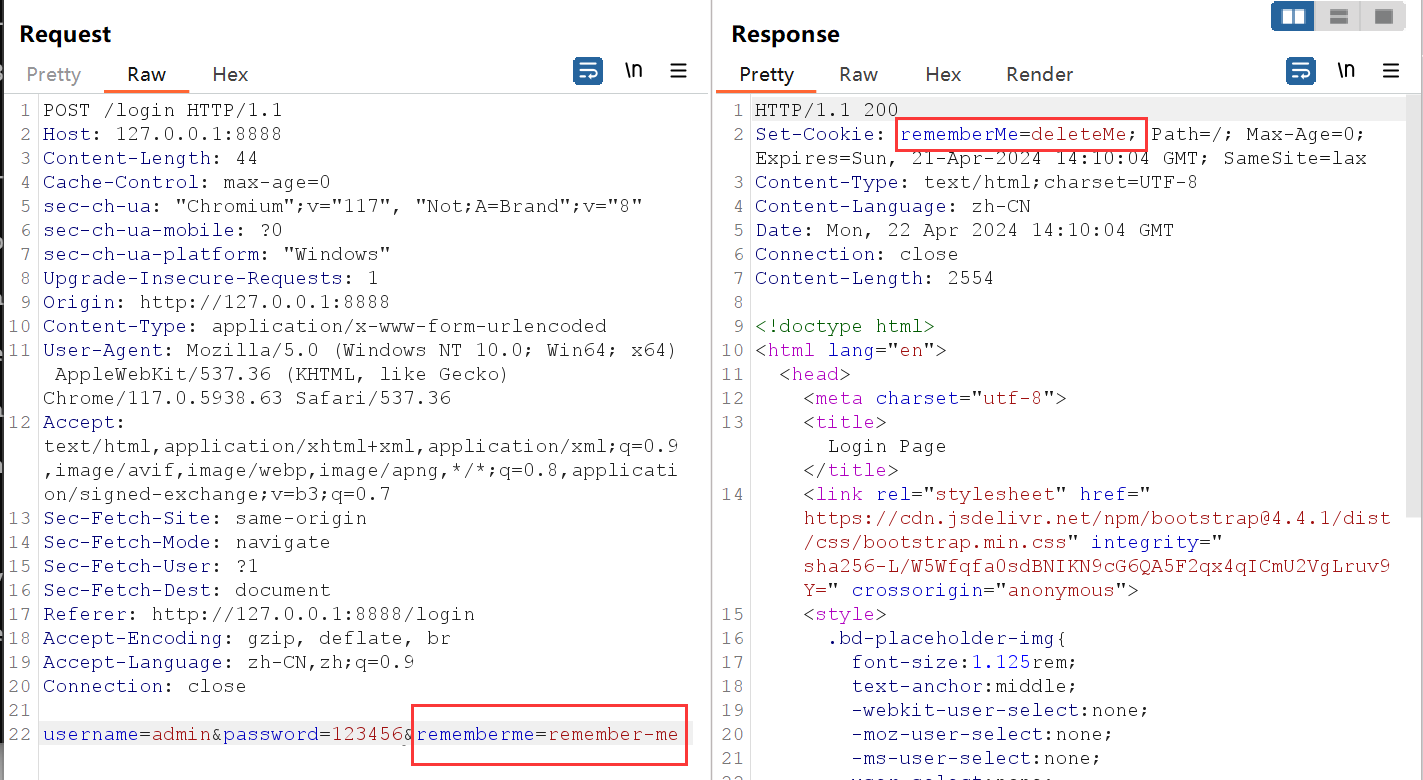 Request
Pretty Raw Hex \n
1 POST /login HTTP/1.1
2 Host: 127.0.0.1:8888
3 Content-Length: 44
4 Cache-Control: max-age=0
5 sec-ch-ua: "Chromium";v="117", "Not;A=Brand";v="8"
6 sec-ch-ua-mobile: ?0
7 sec-ch-ua-platform: "Windows"
8 Upgrade-Insecure-Requests: 1
9 Origin: http://127.0.0.1:8888
10 Content-Type: application/x-www-form-urlencoded
11 User-Agent: Mozilla/5.0 (Windows NT 10.0; Win64; x64)
AppleWebKit/537.36 (KHTML, like Gecko)
Chrome/117.0.5938.63 Safari/537.36
12 Accept:
text/html,application/xhtml+xml,application/xml;q=0.9
,image/avif,image/webp,image/apng,*/*;q=0.8,applicati
on/signed-exchange;v=b3;q=0.7
13 Sec-Fetch-Site: same-origin
14 Sec-Fetch-Mode: navigate
15 Sec-Fetch-User: ?1
16 Sec-Fetch-Dest: document
17 Referer: http://127.0.0.1:8888/login
18 Accept-Encoding: gzip, deflate, br
19 Accept-Language: zh-CN,zh;q=0.9
20 Connection: close
21
22 username=admin&password=123456&rememberme=remember-me
Response
Pretty Raw Hex Render \n
1 HTTP/1.1 200
2 Set-Cookie: rememberMe=deleteMe; Path=/; Max-Age=0;
Expires=Sun, 21-Apr-2024 14:10:04 GMT; SameSite=lax
3 Content-Type: text/html;charset=UTF-8
4 Content-Language: zh-CN
5 Date: Mon, 22 Apr 2024 14:10:04 GMT
6 Connection: close
7 Content-Length: 2554
8
9 <!doctype html>
10 <html lang="en">
11 <head>
12 <meta charset="utf-8">
13 <title>
Login Page
</title>
14 <link rel="stylesheet" href="
https://cdn.jsdelivr.net/npm/bootstrap@4.4.1/dist
/css/bootstrap.min.css" integrity="
sha256-L/W5Wfqfa0sdBNIKN9cG6QA5F2qx4qICmU2VgLruv9
Y=" crossorigin="anonymous">
15 <style>
16 .bd-placeholder-img{
17 font-size:1.125rem;
18 text-anchor:middle;
19 -webkit-user-select:none;
20 -moz-user-select:none;
21 -ms-user-select:none;